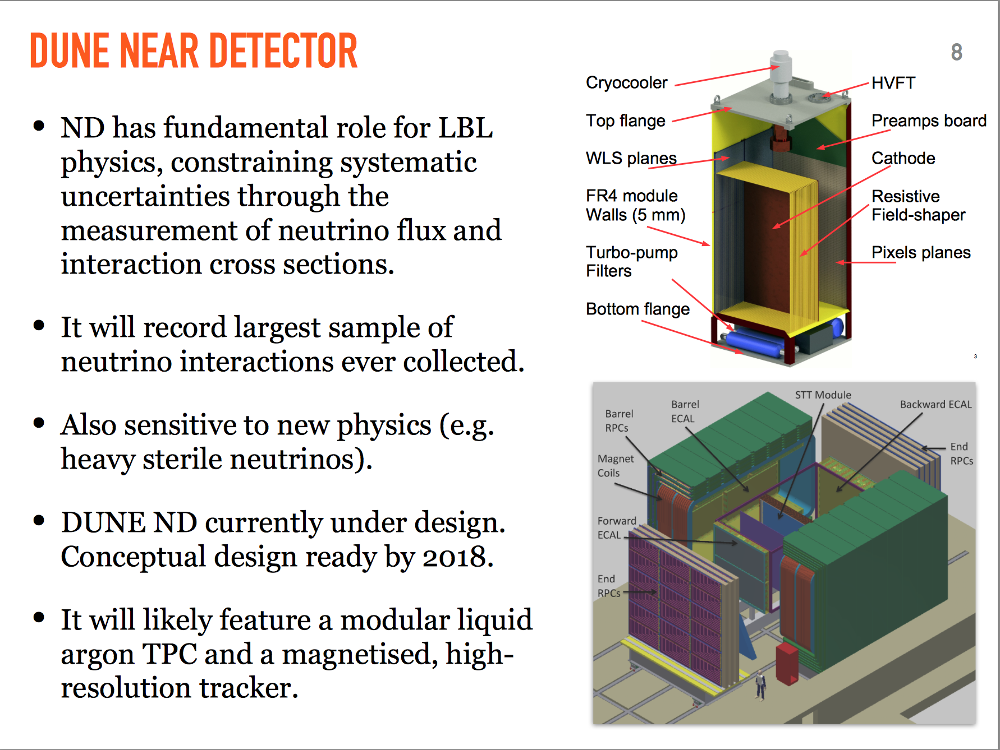 DUNE NEAR DETECTOR
8
• ND has fundamental role for LBL
physics, constraining systematic
uncertainties through the
measurement of neutrino flux and
interaction cross sections.
• It will record largest sample of
neutrino interactions ever collected.
• Also sensitive to new physics (e.g.
heavy sterile neutrinos).
• DUNE ND currently under design.
Conceptual design ready by 2018.
• It will likely feature a modular liquid
argon TPC and a magnetised, high-
resolution tracker.
Cryocooler
Top flange
WLS planes
FR4 module
Walls (5 mm)
Turbo-pump
Filters
Bottom flange
HVFT
Preamps board
Cathode
Resistive
Field-shaper
Pixels planes
3
STT Module
Barrel
ECAL
Backward ECAL
Barrel
RPCs
End
RPCs
Magnet
Coils
Forward
ECAL
End
RPCs